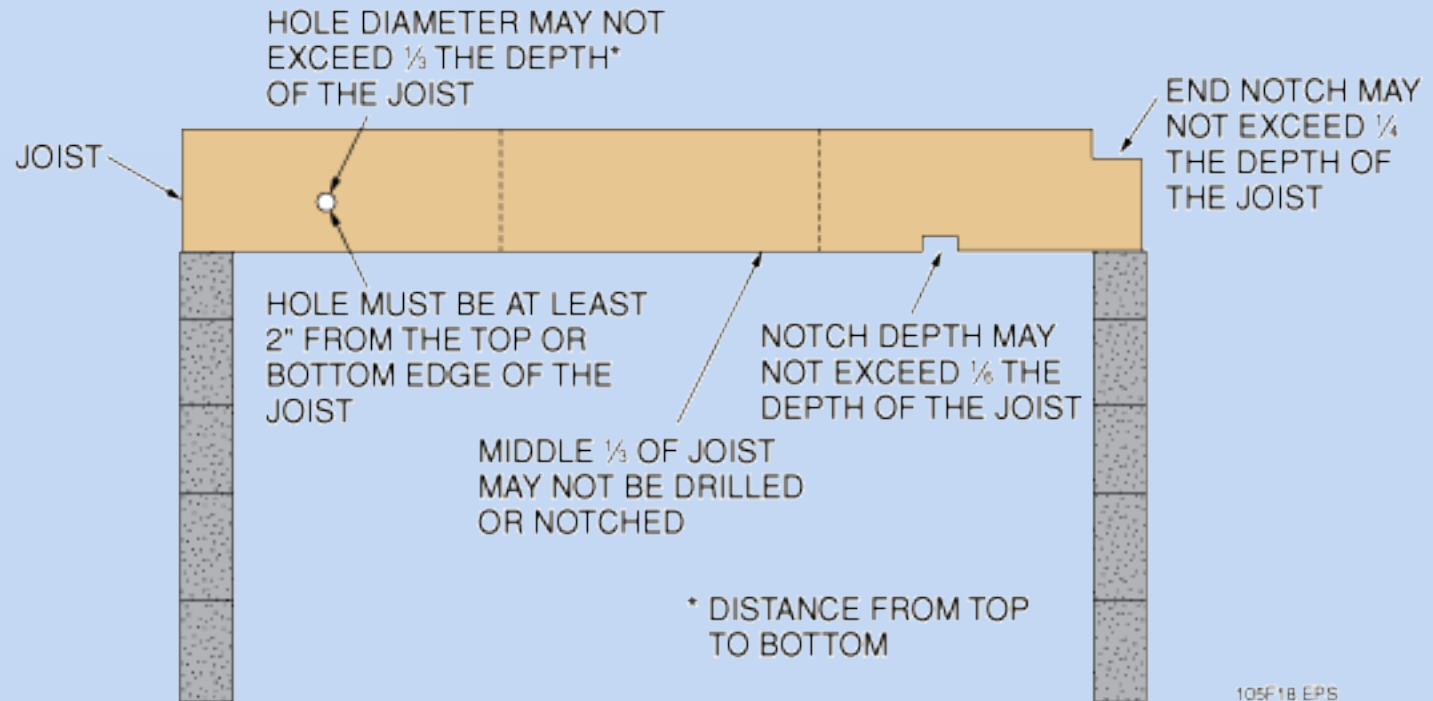 HOLE DIAMETER MAY NOT
EXCEED ⅓ THE DEPTH*
OF THE JOIST
END NOTCH MAY
NOT EXCEED ¼
THE DEPTH OF
THE JOIST
JOIST
HOLE MUST BE AT LEAST
2" FROM THE TOP OR
BOTTOM EDGE OF THE
JOIST
NOTCH DEPTH MAY
NOT EXCEED ⅙ THE
DEPTH OF THE JOIST
MIDDLE ⅓ OF JOIST
MAY NOT BE DRILLED
OR NOTCHED
* DISTANCE FROM TOP
TO BOTTOM
105F18.EPS